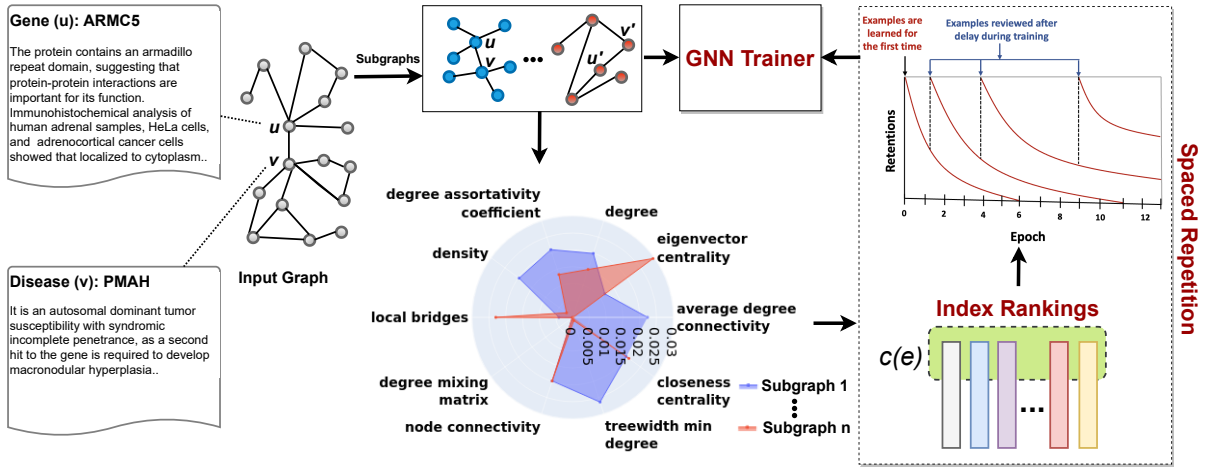 Gene (u): ARMC5
The protein contains an armadillo
repeat domain, suggesting that
protein-protein interactions are
important for its function.
Immunohistochemical analysis of
human adrenal samples, HeLa cells,
and adrenocortical cancer cells
showed that localized to cytoplasm..
Disease (v): PMAH
It is an autosomal dominant tumor
susceptibility with syndromic
incomplete penetrance, as a second
hit to the gene is required to develop
macronodular hyperplasia..
u
v
Input Graph
Subgraphs
u
v
...
u'
v'
GNN Trainer
degree assortativity
coefficient
degree
eigenvector
centrality
density
local bridges
average degree
connectivity
degree mixing
matrix
closeness
centrality
node connectivity
treewidth min
degree
0
0.005
0.01
0.015
0.02
0.025
0.03
Subgraph 1
Subgraph n
Examples are
learned for
the first time
Examples reviewed after
delay during training
Retentions
0 2 4 6 8 10 12
Epoch
Spaced Repetition
Index Rankings
c(e)
...